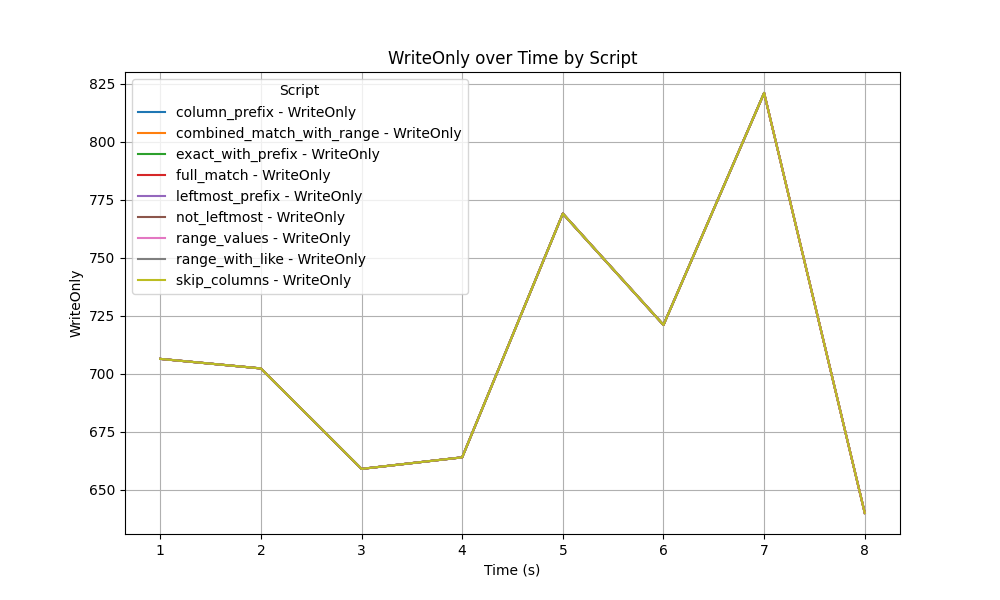 WriteOnly over Time by Script
825
800
775
750
725
700
675
650
WriteOnly
Script
column_prefix - WriteOnly
combined_match_with_range - WriteOnly
exact_with_prefix - WriteOnly
full_match - WriteOnly
leftmost_prefix - WriteOnly
not_leftmost - WriteOnly
range_values - WriteOnly
range_with_like - WriteOnly
skip_columns - WriteOnly
1 2 3 4 5 6 7 8
Time (s)